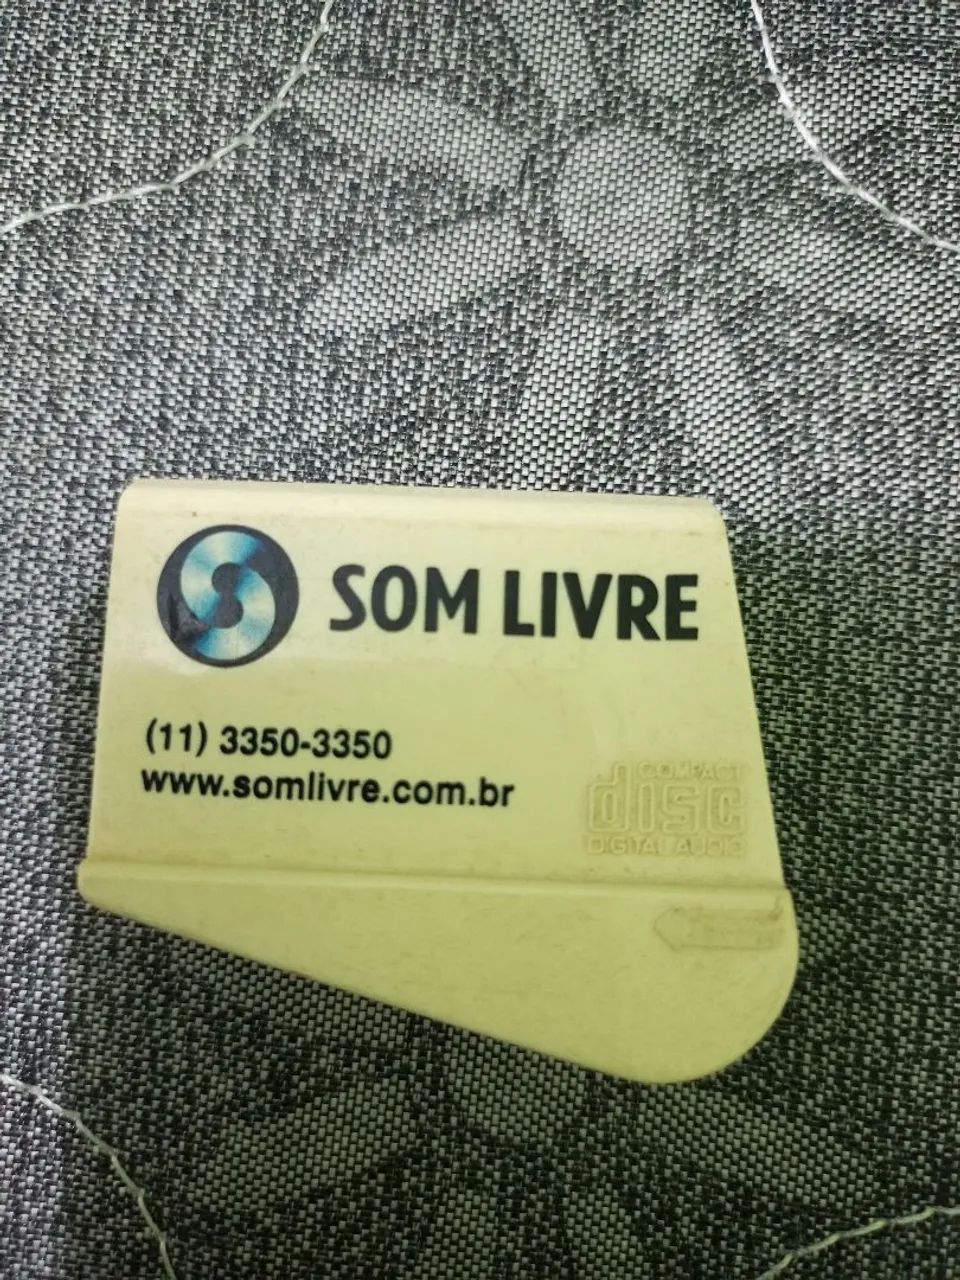 SOM LIVRE
(11) 3350-3350
www.somlivre.com.br
COMPACT
disc
DIGITAL AUDIO